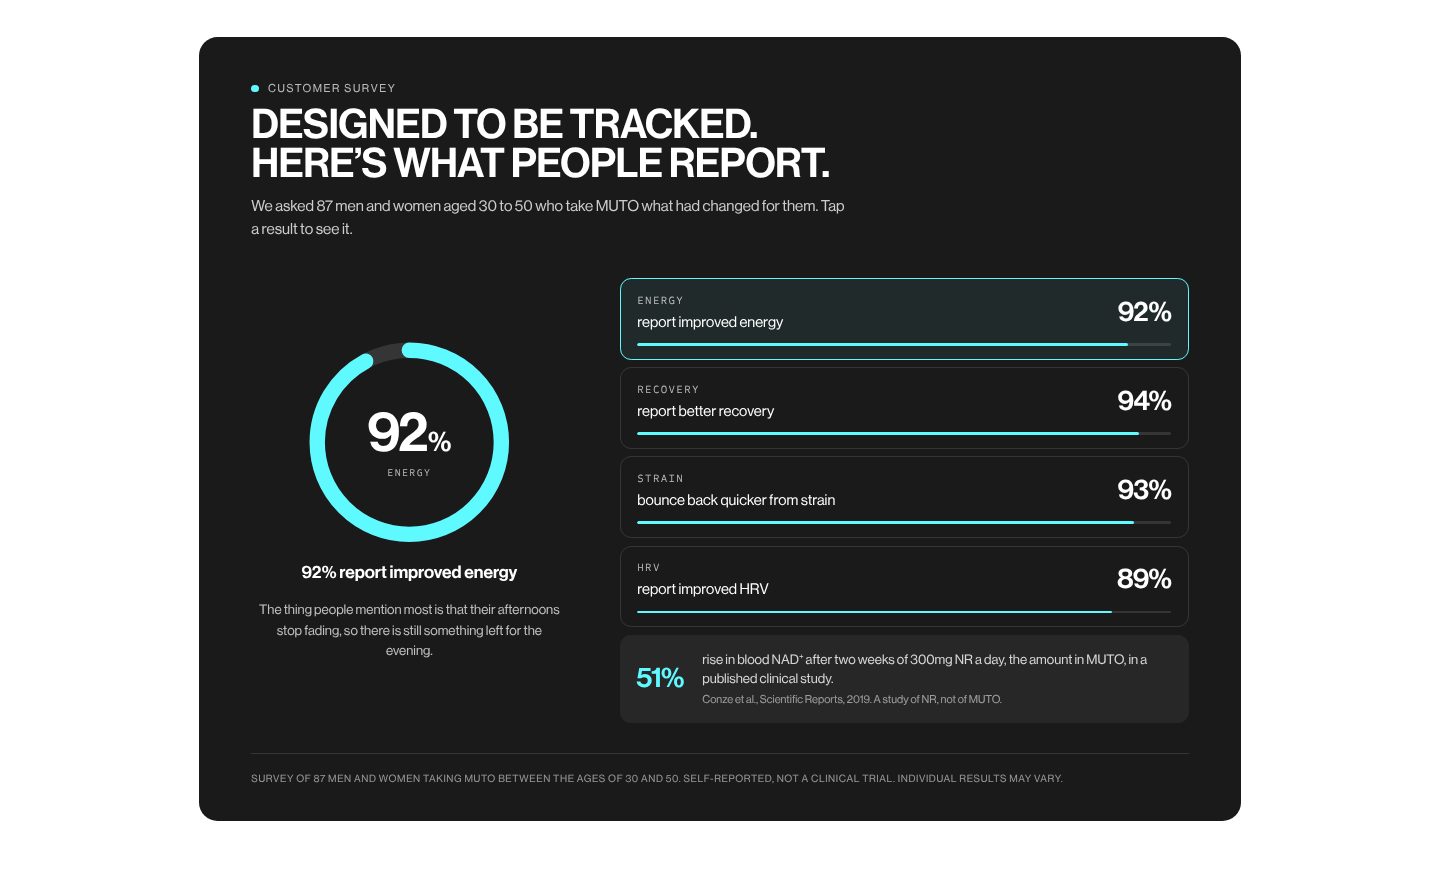 CUSTOMER SURVEY
DESIGNED TO BE TRACKED.
HERE’S WHAT PEOPLE REPORT.
We asked 87 men and women aged 30 to 50 who take MUTO what had changed for them. Tap
a result to see it.
92%
ENERGY
92% report improved energy
The thing people mention most is that their afternoons
stop fading, so there is still something left for the
evening.
ENERGY
report improved energy
92%
RECOVERY
report better recovery
94%
STRAIN
bounce back quicker from strain
93%
HRV
report improved HRV
89%
51%
rise in blood NAD⁺ after two weeks of 300mg NR a day, the amount in MUTO, in a
published clinical study.
Conze et al., Scientific Reports, 2019. A study of NR, not of MUTO.
SURVEY OF 87 MEN AND WOMEN TAKING MUTO BETWEEN THE AGES OF 30 AND 50. SELF-REPORTED, NOT A CLINICAL TRIAL. INDIVIDUAL RESULTS MAY VARY.